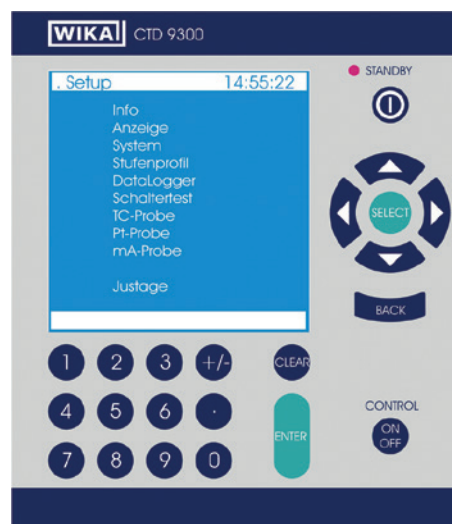 WIKA CTD 9300
. Setup 14:55:22
STANDBY
Info
Anzeige
System
Stufenprofil
DataLogger
Schaltertest
TC-Probe
Pt-Probe
mA-Probe
Justage
SELECT
BACK
1 2 3 +/- CLEAR
4 5 6 .
ENTER
7 8 9 0
CONTROL
ON
OFF